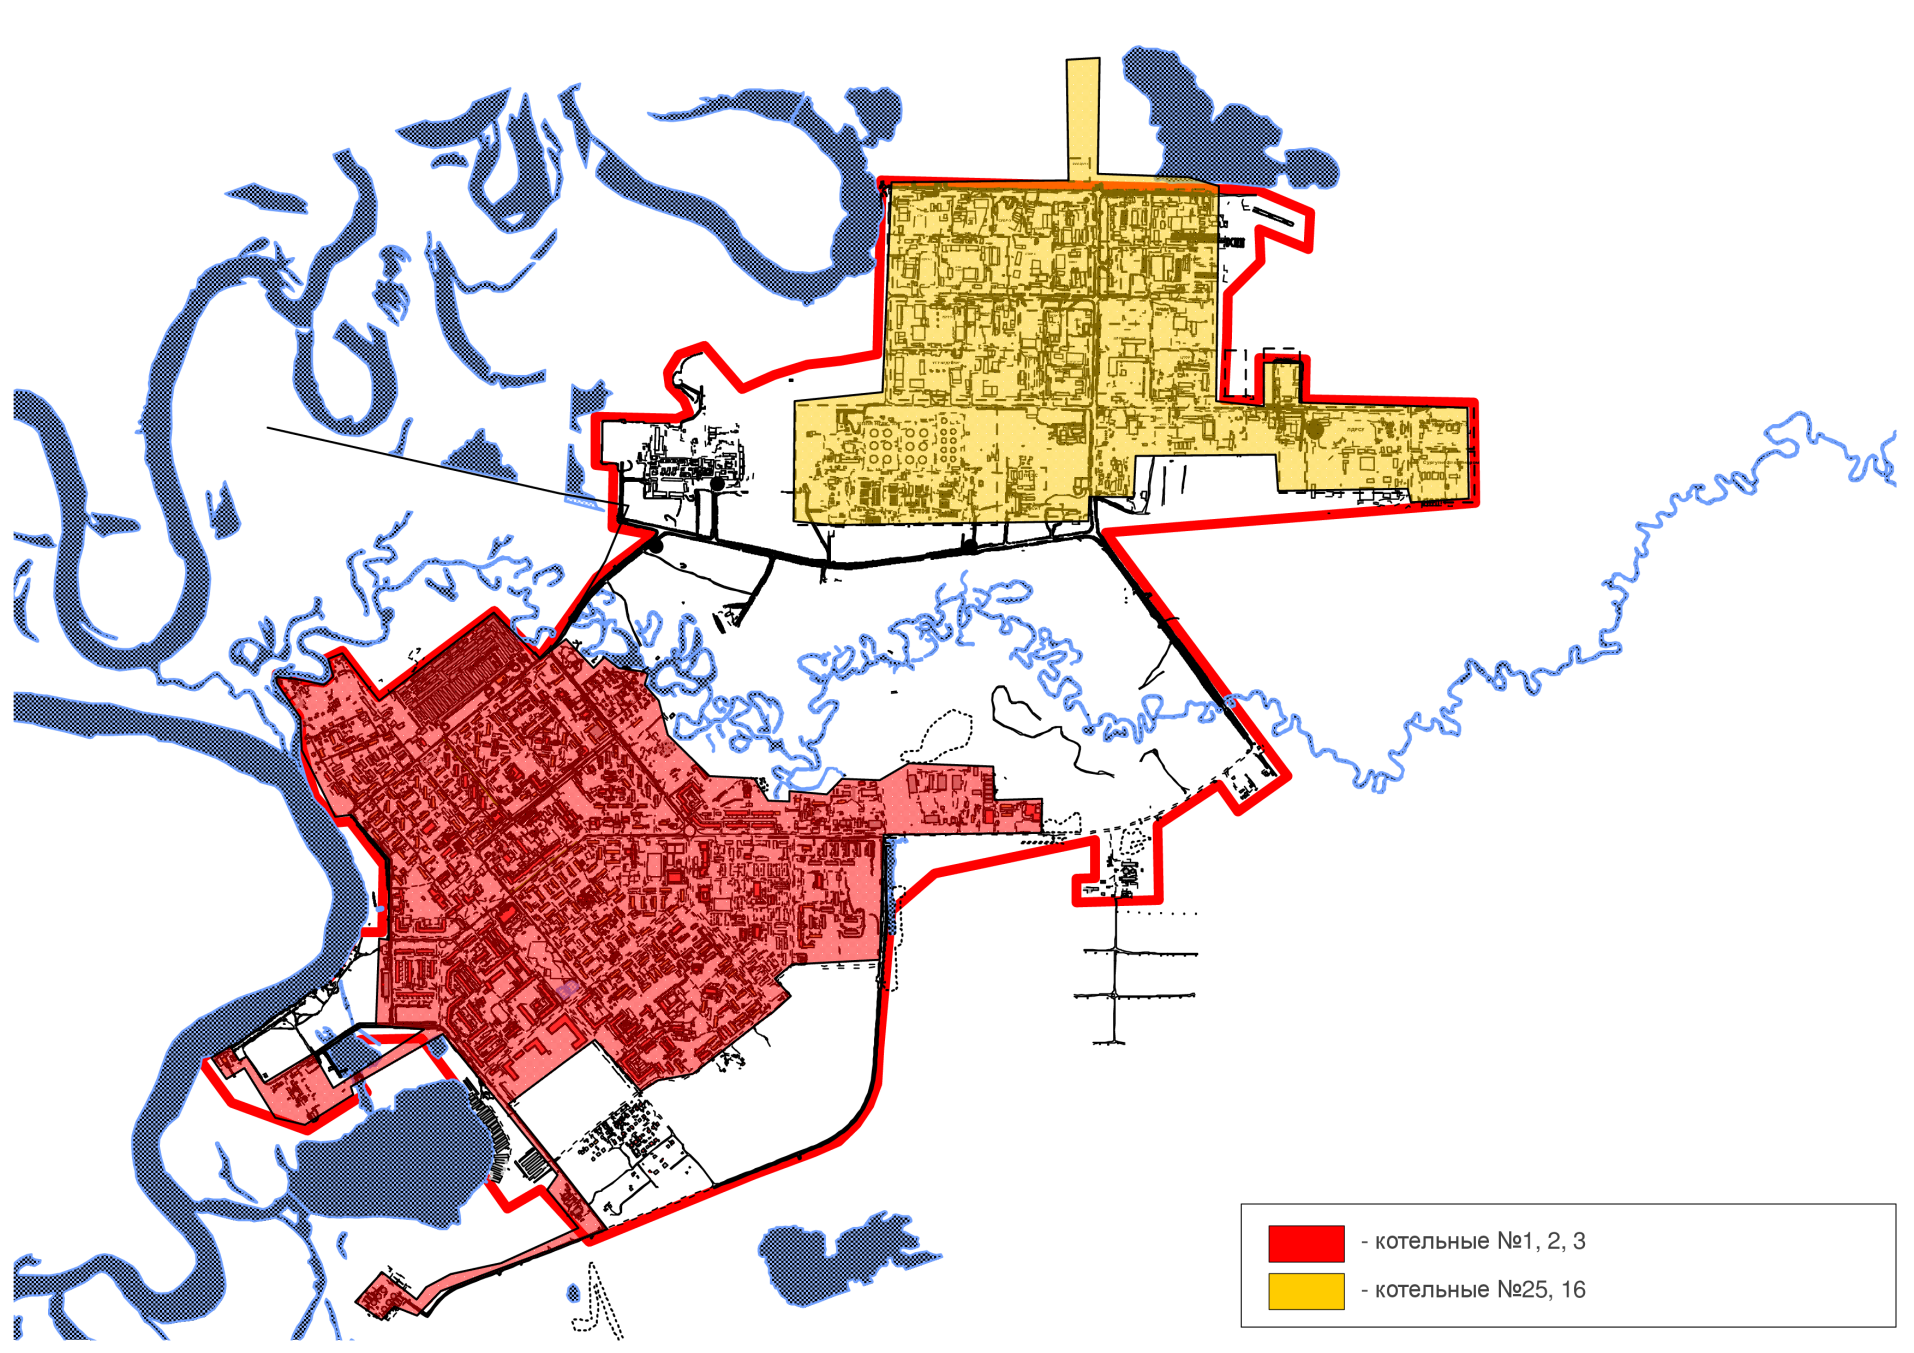 - котельные №1, 2, 3
- котельные №25, 16